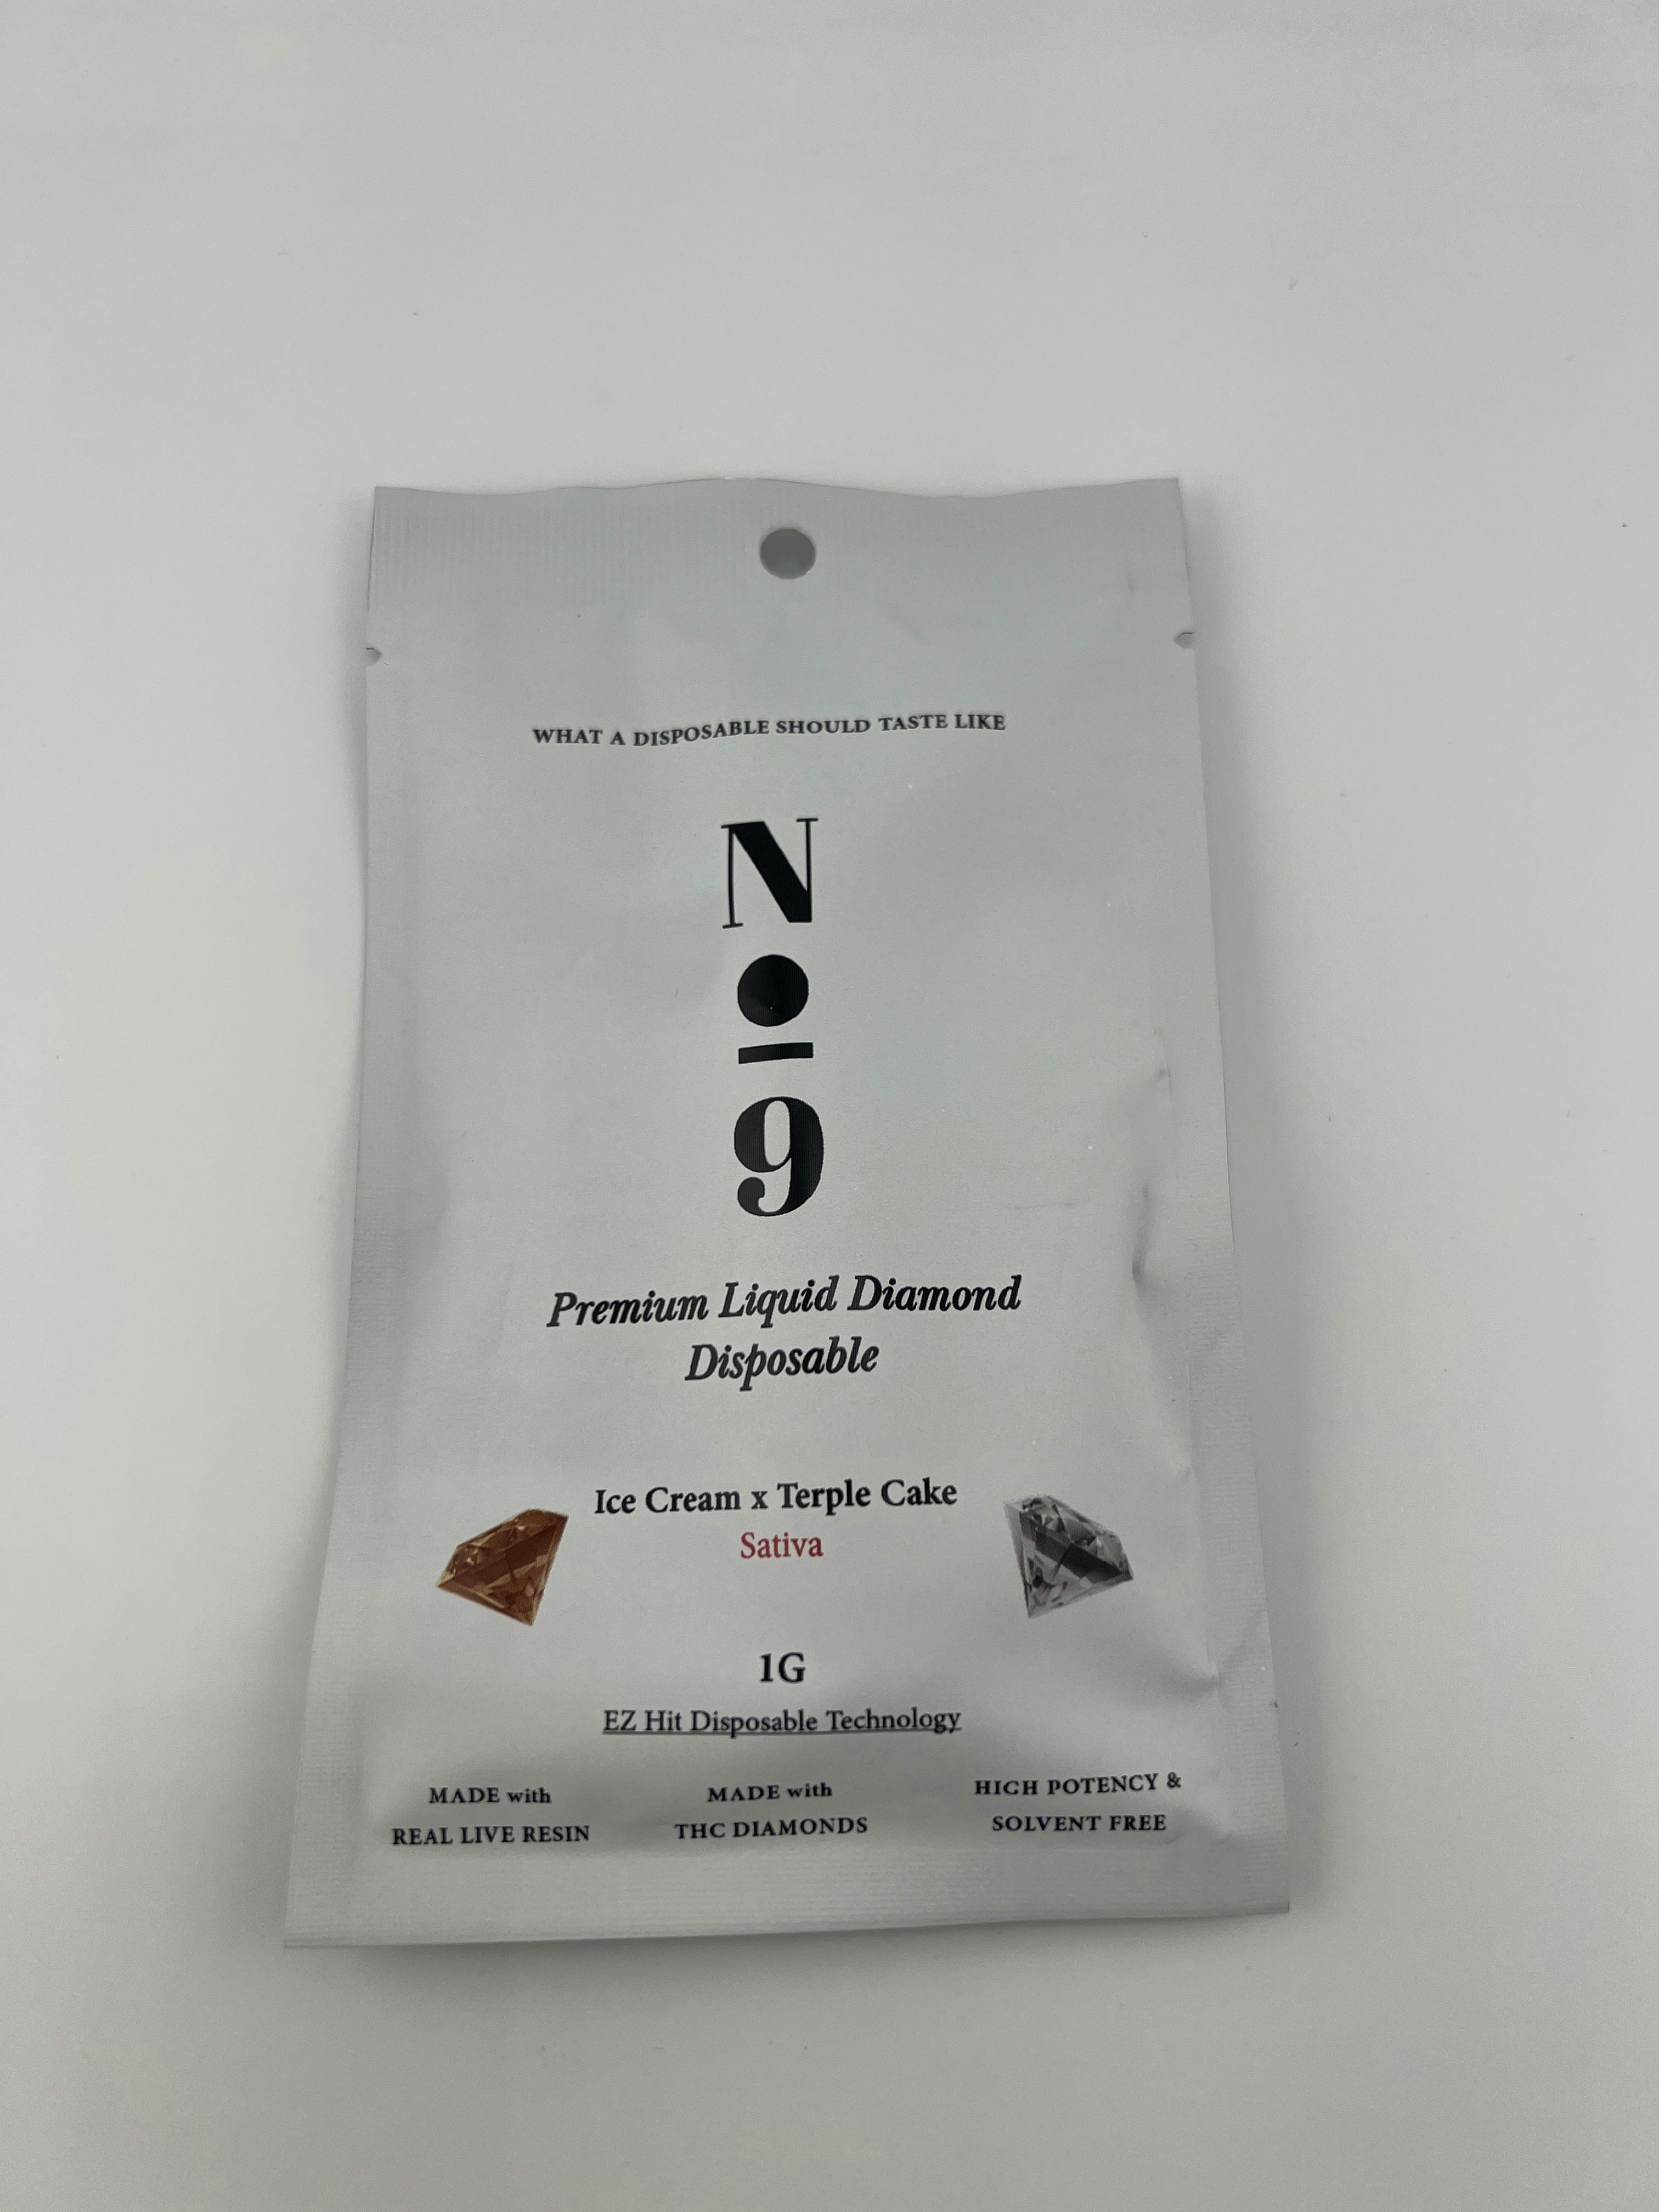 WHAT A DISPOSABLE SHOULD TASTE LIKE
N
9
Premium Liquid Diamond
Disposable
Ice Cream x Terple Cake
Sativa
1G
EZ Hit Disposable Technology
MADE with
REAL LIVE RESIN
MADE with
THC DIAMONDS
HIGH POTENCY &
SOLVENT FREE